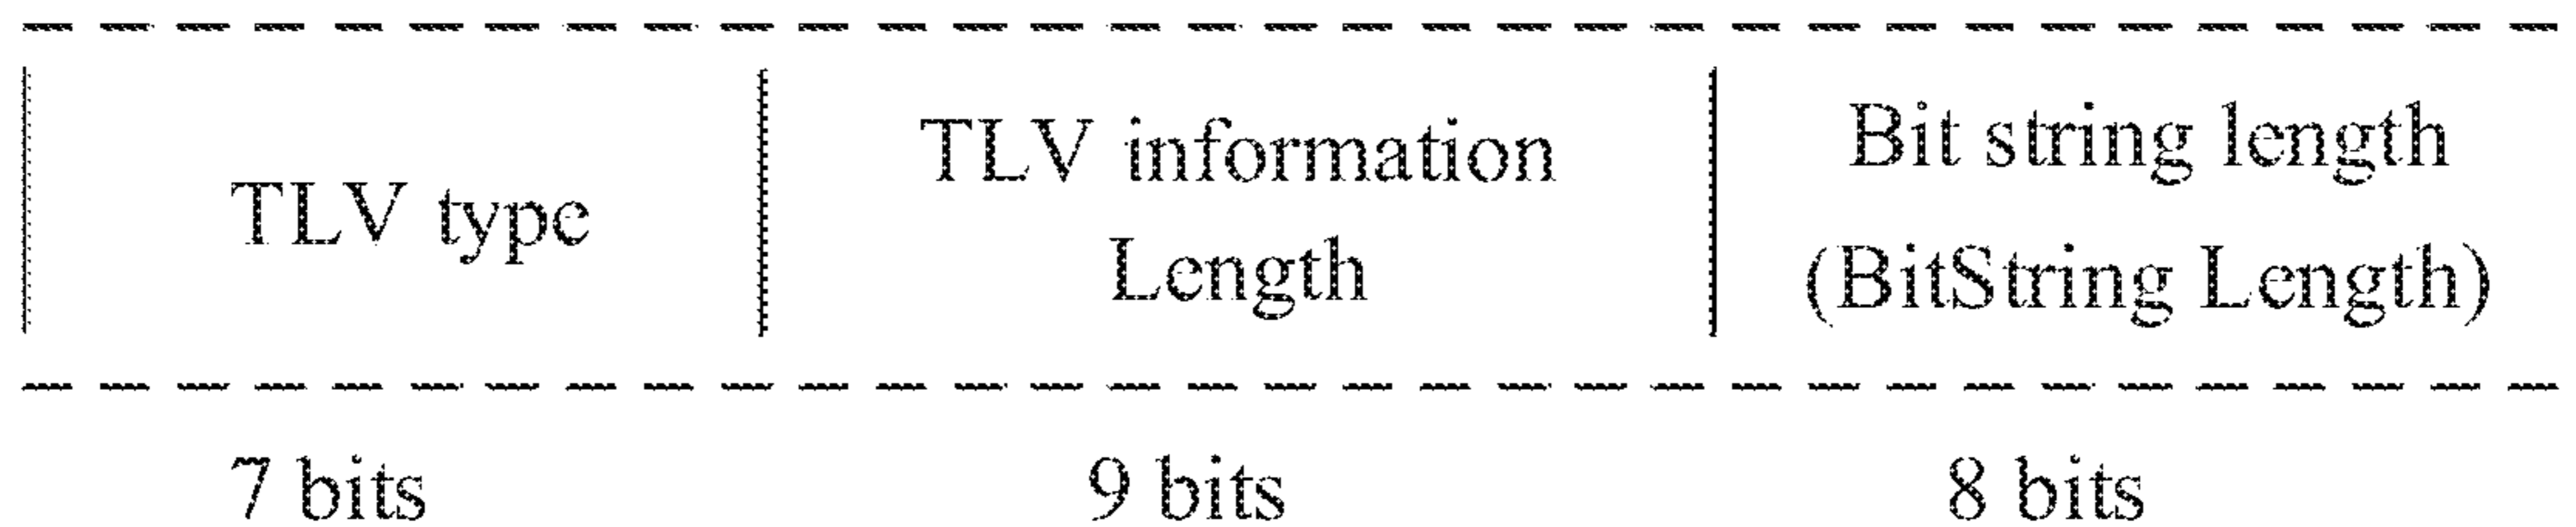 TLV type
TLV information
Length
Bit string length
(BitString Length)
7 bits
9 bits
8 bits